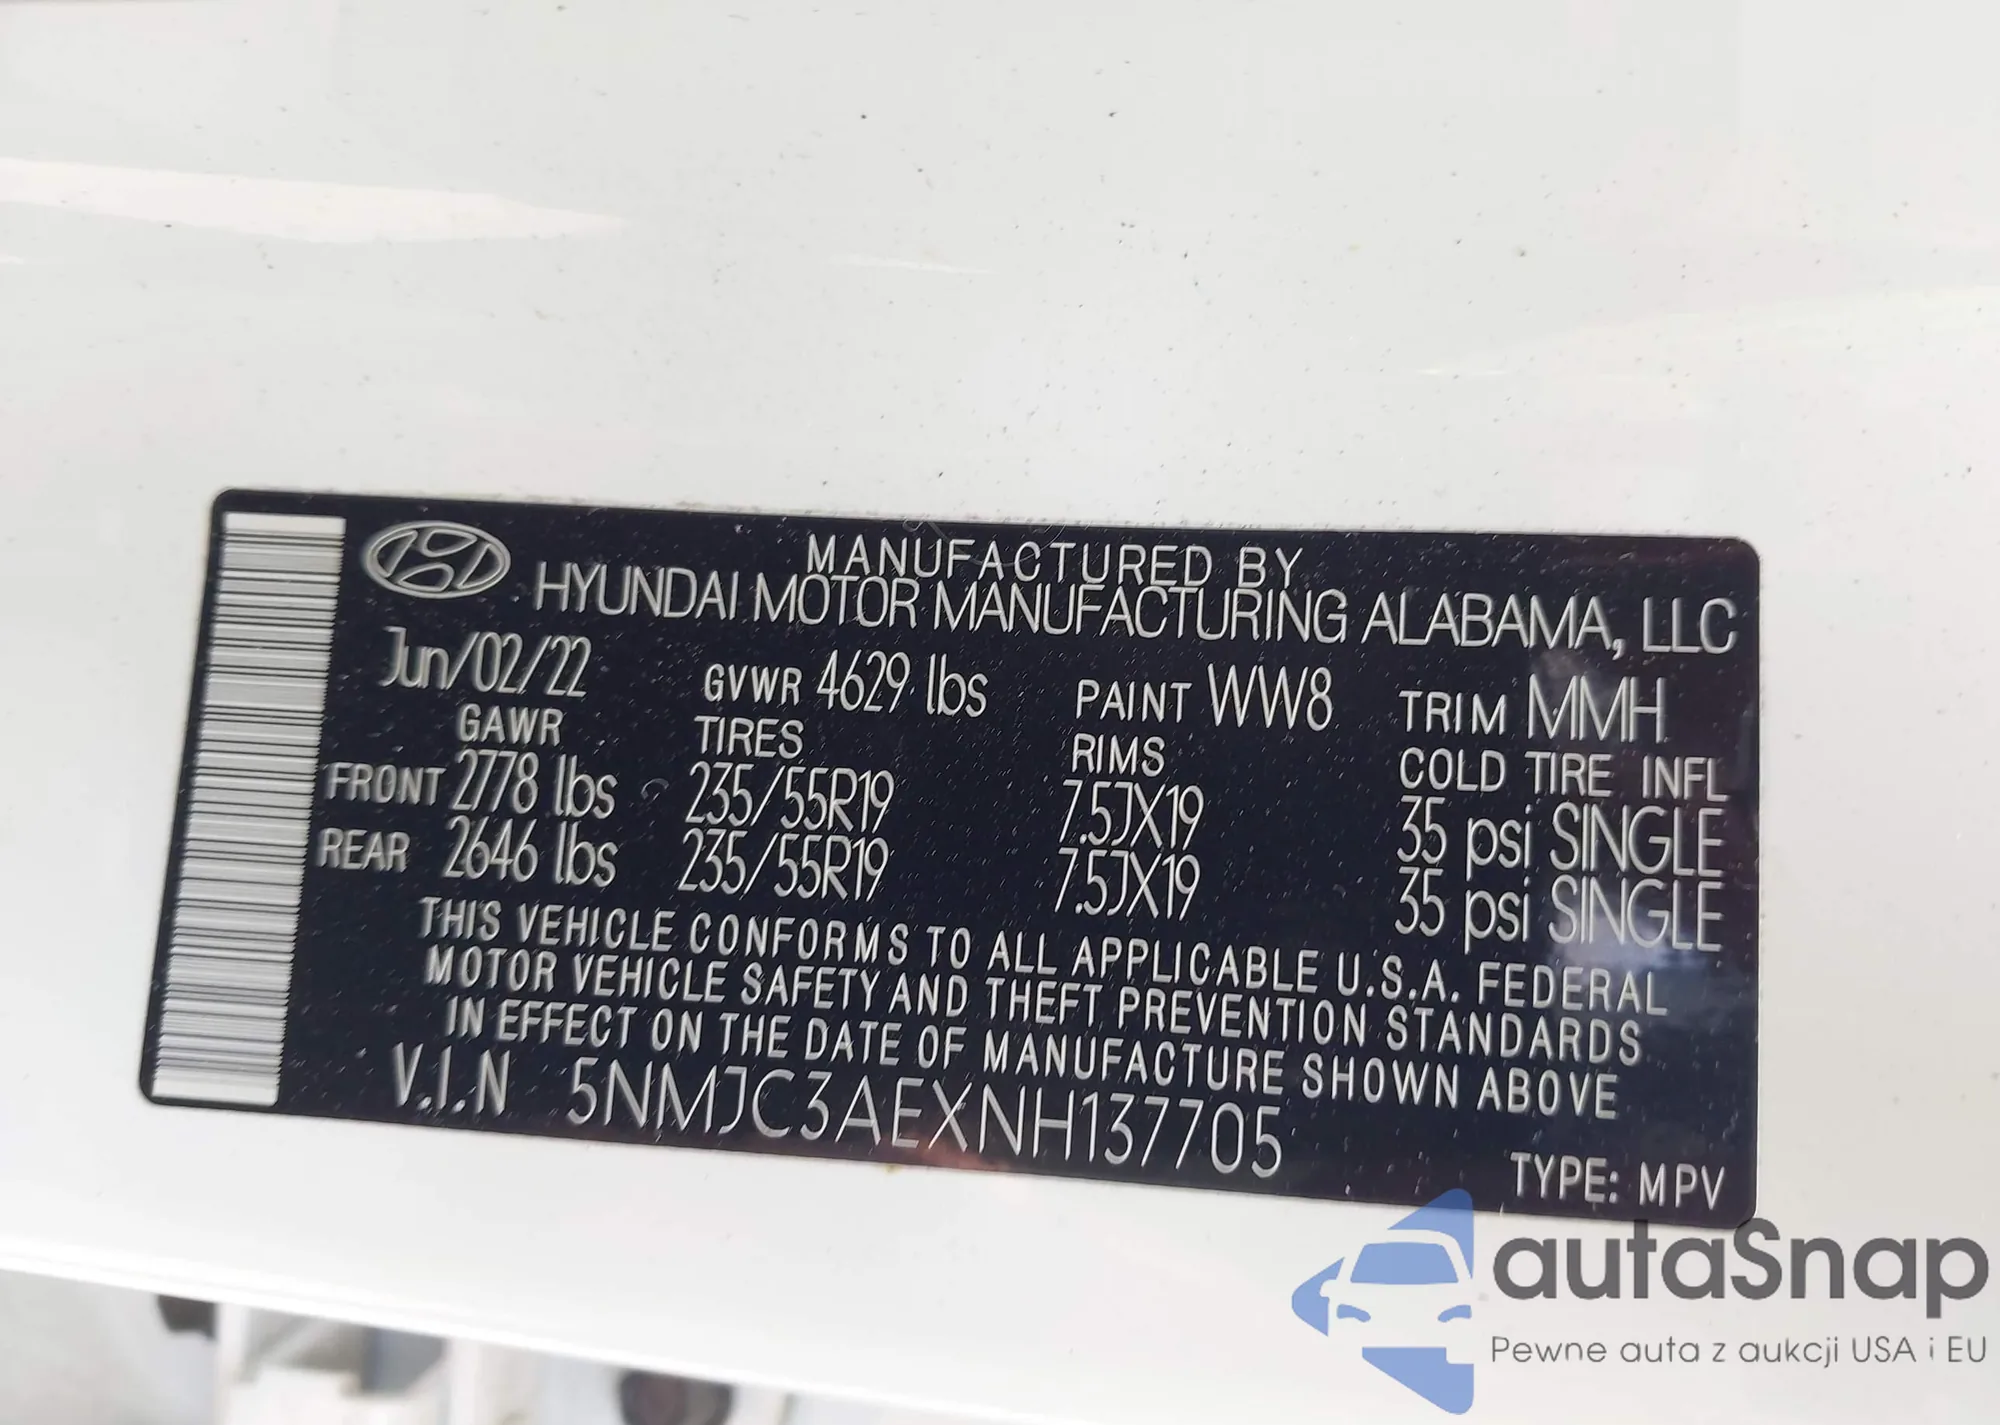 MANUFACTURED BY
HYUNDAI MOTOR MANUFACTURING ALABAMA, LLC
Jun/02/22 GVWR 4629 lbs PAINT WW8 TRIM MMH
GAWR TIRES RIMS COLD TIRE INFL
FRONT 2778 lbs 235/55R19 7.5JX19 35 psi SINGLE
REAR 2646 lbs 235/55R19 7.5JX19 35 psi SINGLE
THIS VEHICLE CONFORMS TO ALL APPLICABLE U.S.A. FEDERAL
MOTOR VEHICLE SAFETY AND THEFT PREVENTION STANDARDS
IN EFFECT ON THE DATE OF MANUFACTURE SHOWN ABOVE
V.I.N 5NMJC3AEXNH137705
TYPE: MPV
autaSnap
Pewne auta z aukcji USA i EU